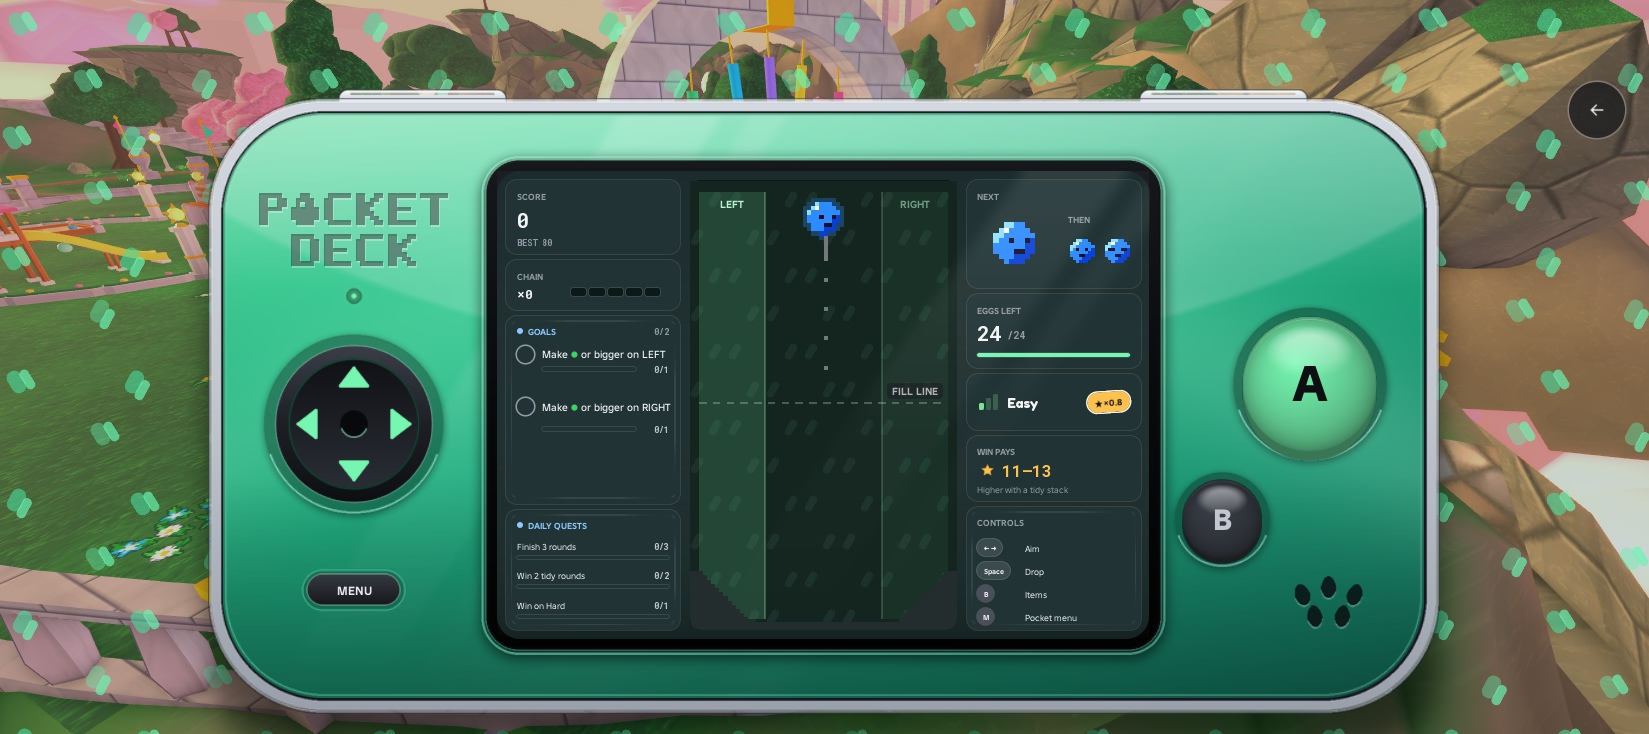 POCKET
DECK
MENU
SCORE
0
BEST 80
CHAIN
×0
GOALS 0/2
Make ● or bigger on LEFT
0/1
Make ● or bigger on RIGHT
0/1
DAILY QUESTS
Finish 3 rounds 0/3
Win 2 tidy rounds 0/2
Win on Hard 0/1
LEFT
RIGHT
FILL LINE
NEXT
THEN
EGGS LEFT
24 /24
Easy ★×0.8
WIN PAYS
★ 11–13
Higher with a tidy stack
CONTROLS
←→ Aim
Space Drop
B Items
M Pocket menu
A
B
←